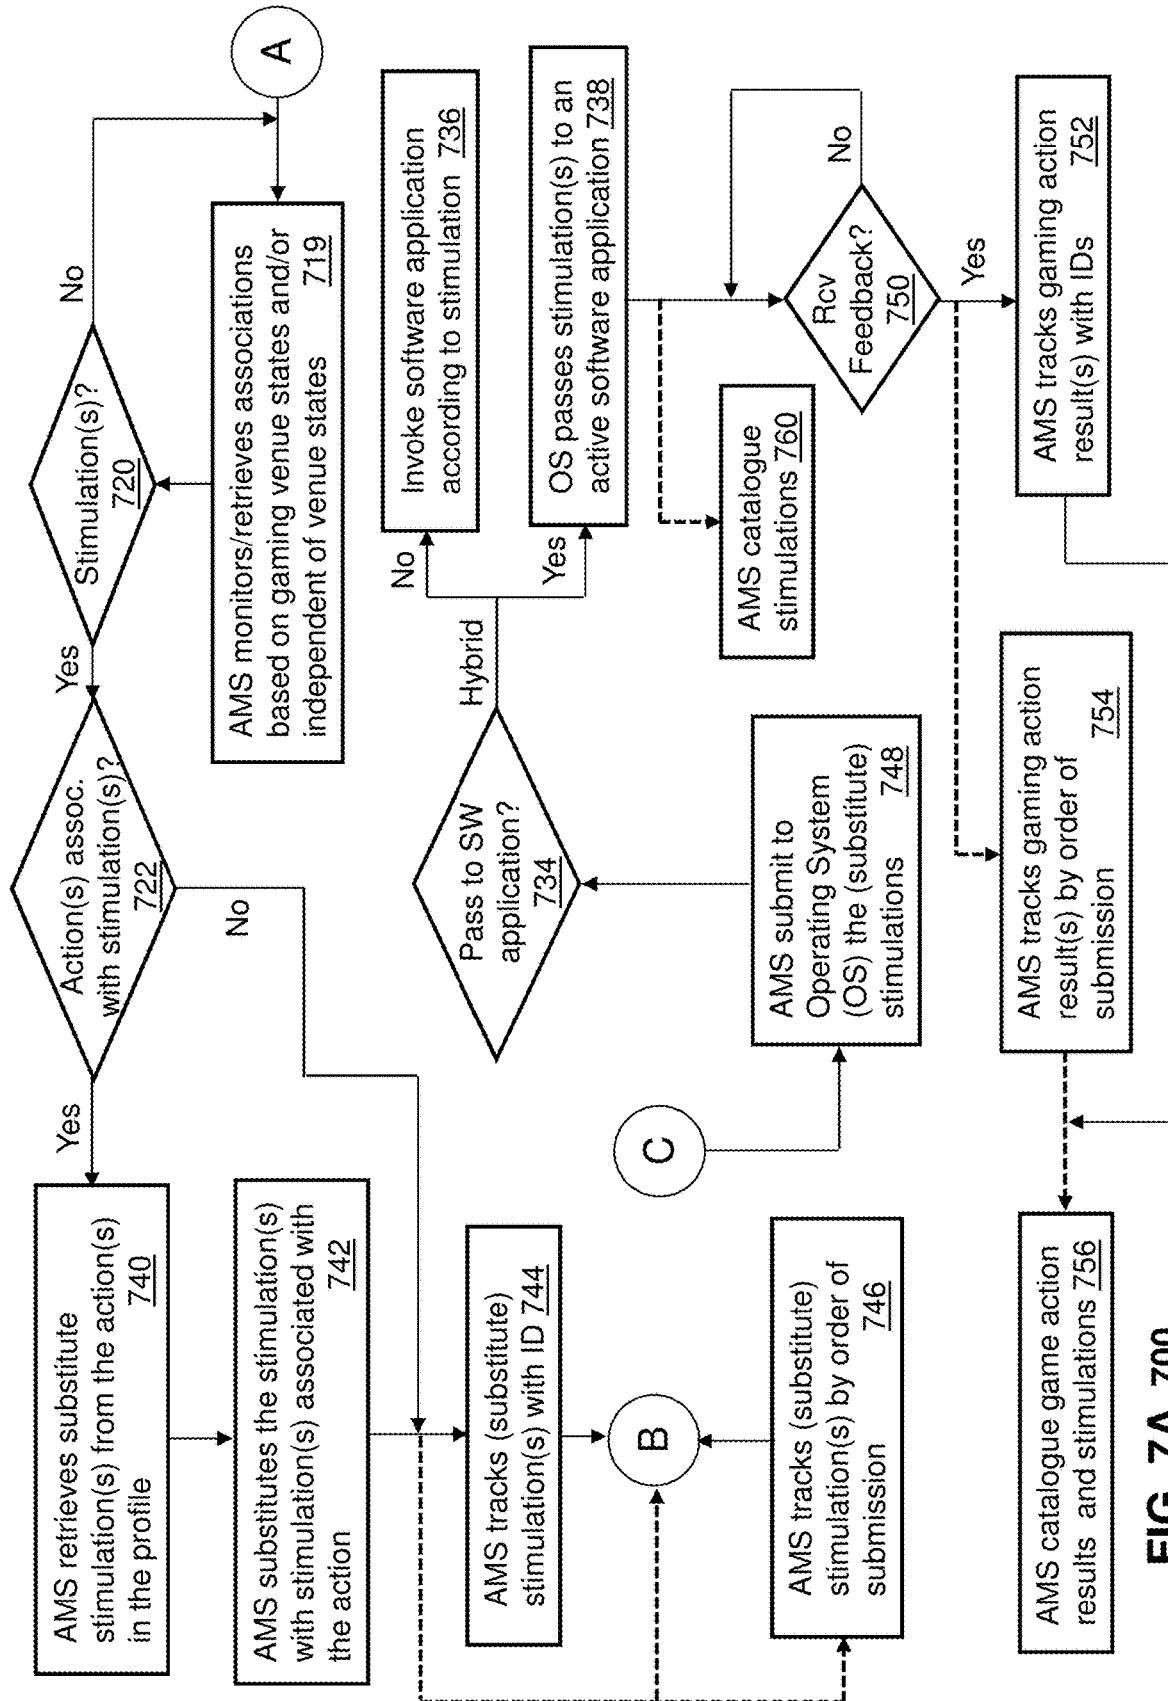 A
AMS monitors/retrieves associations
based on gaming venue states and/or
independent of venue states 719
Stimulation(s)?
720
No
Yes
Action(s) assoc.
with stimulation(s)?
722
No
Yes
AMS retrieves substitute
stimulation(s) from the action(s)
in the profile 740
AMS substitutes the stimulation(s)
with stimulation(s) associated with
the action 742
AMS tracks (substitute)
stimulation(s) with ID 744
B
AMS tracks (substitute
stimulation(s) by order of
submission 746
C
AMS submit to
Operating System
(OS) the (substitute)
stimulations 748
Pass to SW
application?
734
Hybrid
No
Yes
Invoke software application
according to stimulation 736
OS passes stimulation(s) to an
active software application 738
AMS catalogue
stimulations 760
Rcv
Feedback?
750
No
Yes
AMS tracks gaming action
result(s) with IDs 752
AMS tracks gaming action
result(s) by order of
submission 754
AMS catalogue game action
results and stimulations 756
FIG. 7A 700